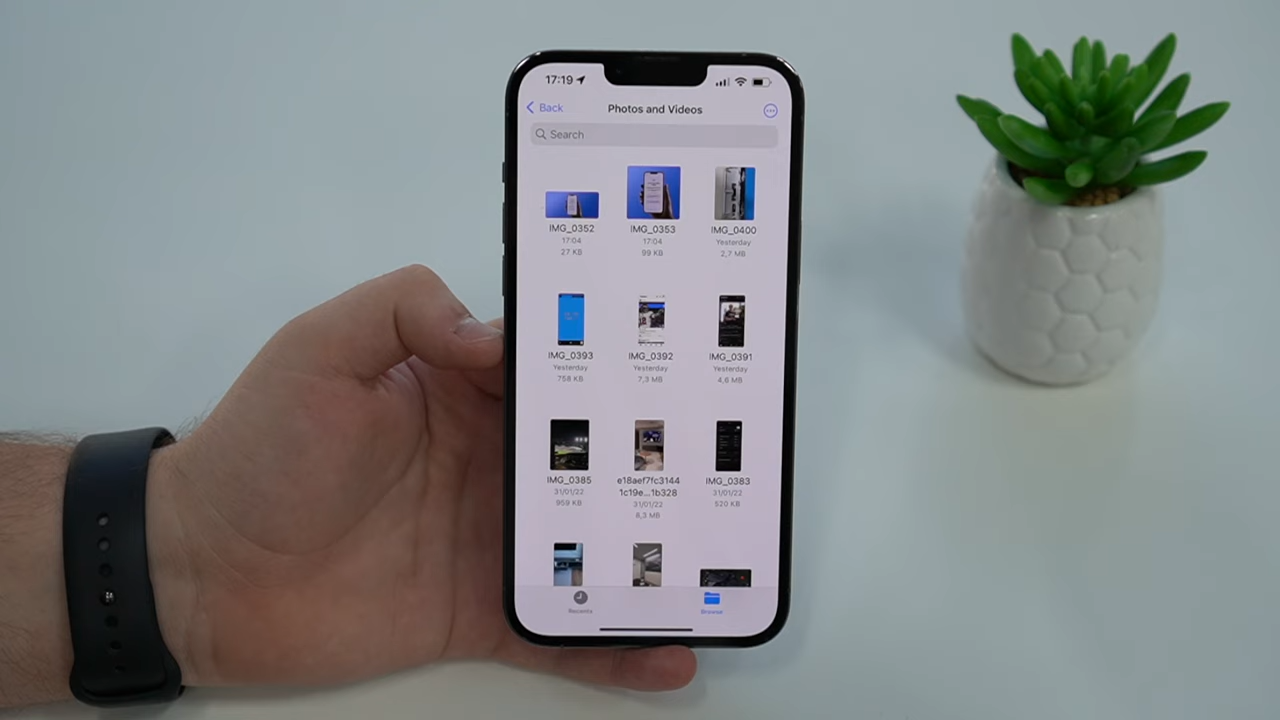 17:19
Back
Photos and Videos
Search
IMG_0352
17:04
27 KB
IMG_0353
17:04
99 KB
IMG_0400
Yesterday
2,7 MB
IMG_0393
Yesterday
758 KB
IMG_0392
Yesterday
7,3 MB
IMG_0391
Yesterday
4,6 MB
IMG_0385
31/01/22
959 KB
e18aef7fc3144
1c19e...1b328
31/01/22
8,3 MB
IMG_0383
31/01/22
520 KB
Recents
Browse